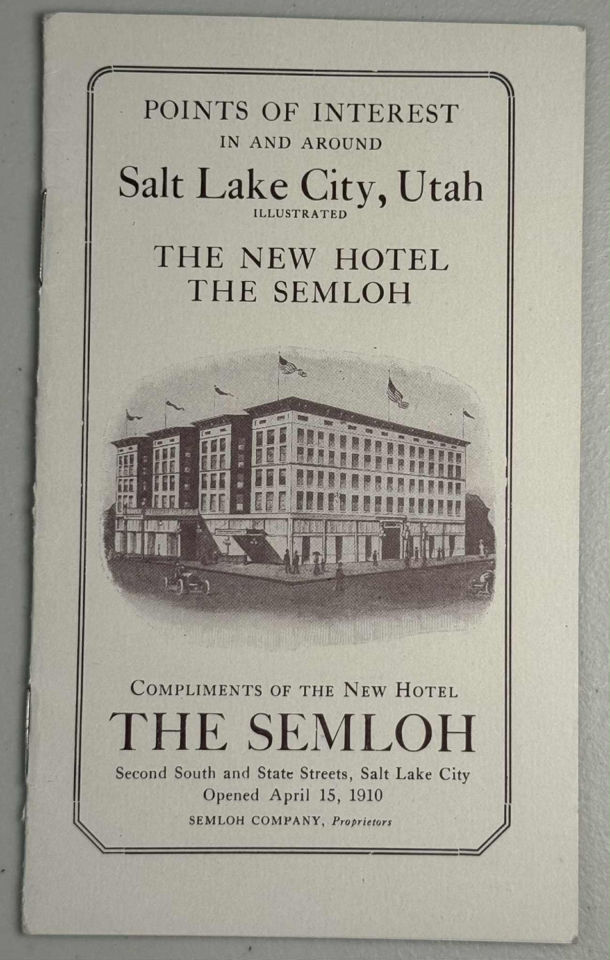 POINTS OF INTEREST
IN AND AROUND
Salt Lake City, Utah
ILLUSTRATED
THE NEW HOTEL
THE SEMLOH
COMPLIMENTS OF THE NEW HOTEL
THE SEMLOH
Second South and State Streets, Salt Lake City
Opened April 15, 1910
SEMLOH COMPANY, Proprietors